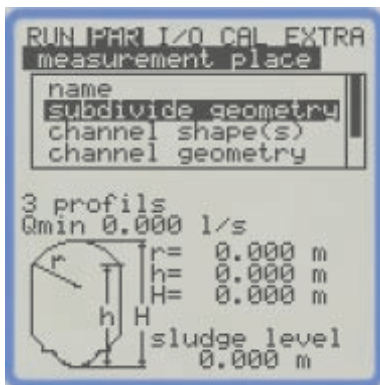 RUN PAR I/O CAL EXTRA
measurement place
name
subdivide geometry
channel shape(s)
channel geometry
3 profils
Qmin 0.000 l/s
r= 0.000 m
h= 0.000 m
H= 0.000 m
r
h H
sludge level
0.000 m